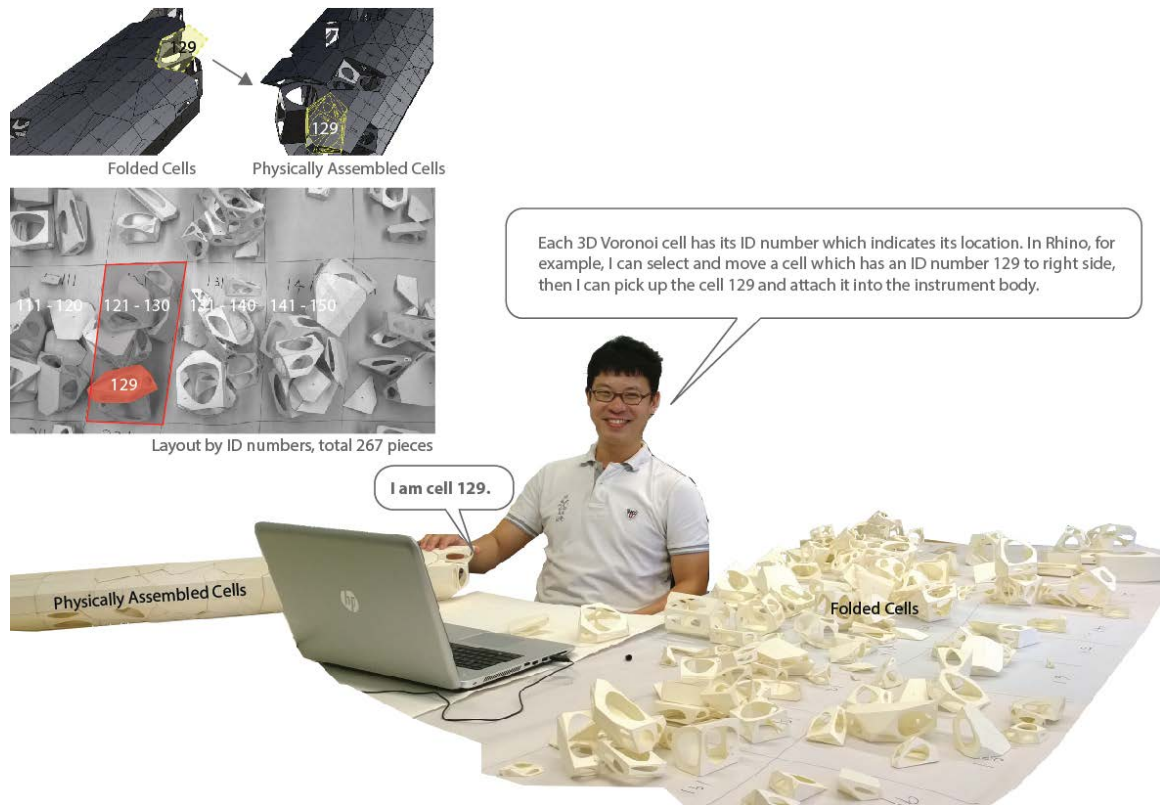 129
129
Folded Cells
Physically Assembled Cells
111 - 120
121 - 130
131 - 140
141 - 150
129
Layout by ID numbers, total 267 pieces
Each 3D Voronoi cell has its ID number which indicates its location. In Rhino, for
example, I can select and move a cell which has an ID number 129 to right side,
then I can pick up the cell 129 and attach it into the instrument body.
I am cell 129.
hp
Physically Assembled Cells
Folded Cells